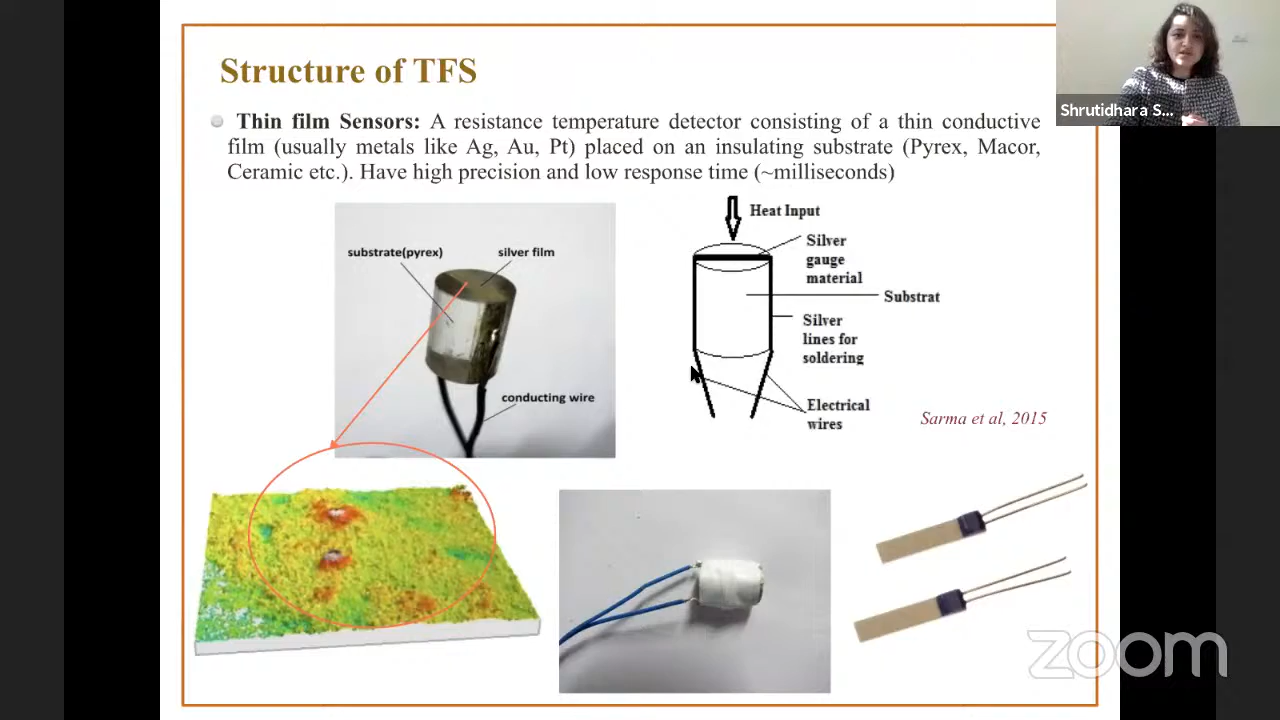 Structure of TFS
Shrutidhara S...
Thin film Sensors: A resistance temperature detector consisting of a thin conductive
film (usually metals like Ag, Au, Pt) placed on an insulating substrate (Pyrex, Macor,
Ceramic etc.). Have high precision and low response time (~milliseconds)
substrate(pyrex)
silver film
conducting wire
Heat Input
Silver
gauge
material
Substrat
Silver
lines for
soldering
Electrical
wires
Sarma et al, 2015
zoom